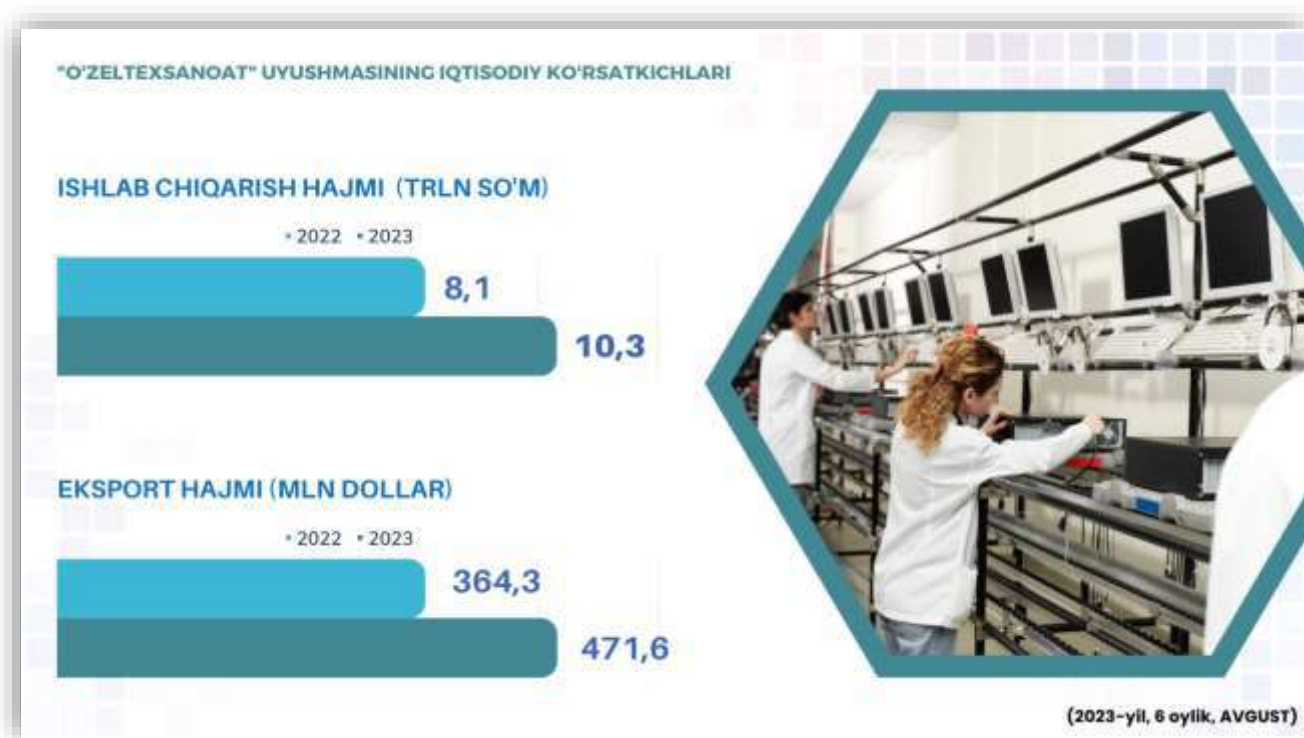 "O'ZELTEXSANOAT" UYUSHMASINING IQTISODIY KO'RSATKICHLARI
ISHLAB CHIQARISH HAJMI (TRLN SO'M)
2022 2023
8,1
10,3
EKSPORT HAJMI (MLN DOLLAR)
2022 2023
364,3
471,6
(2023-yil, 6 oylik, AVGUST)